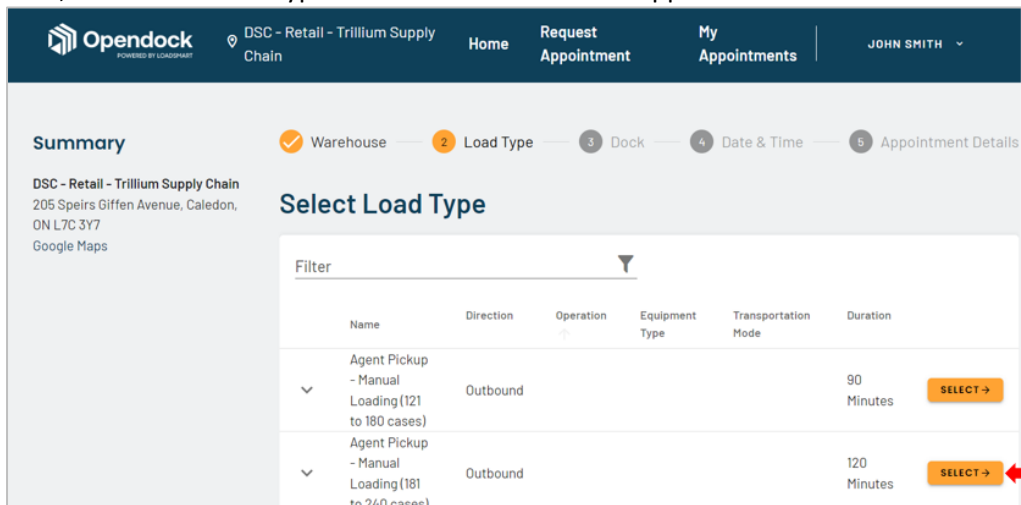 Opendock
POWERED BY LOADSMART
DSC - Retail - Trillium Supply
Chain
Home
Request
Appointment
My
Appointments
JOHN SMITH
Summary
DSC - Retail - Trillium Supply Chain
205 Speirs Giffen Avenue, Caledon,
ON L7C 3Y7
Google Maps
Warehouse
2 Load Type
3 Dock
4 Date & Time
5 Appointment Details
Select Load Type
Filter
Name
Direction
Operation
Equipment
Type
Transportation
Mode
Duration
Agent Pickup
- Manual
Loading (121
to 180 cases)
Outbound
90
Minutes
SELECT→
Agent Pickup
- Manual
Loading (181
to 240 cases)
Outbound
120
Minutes
SELECT→